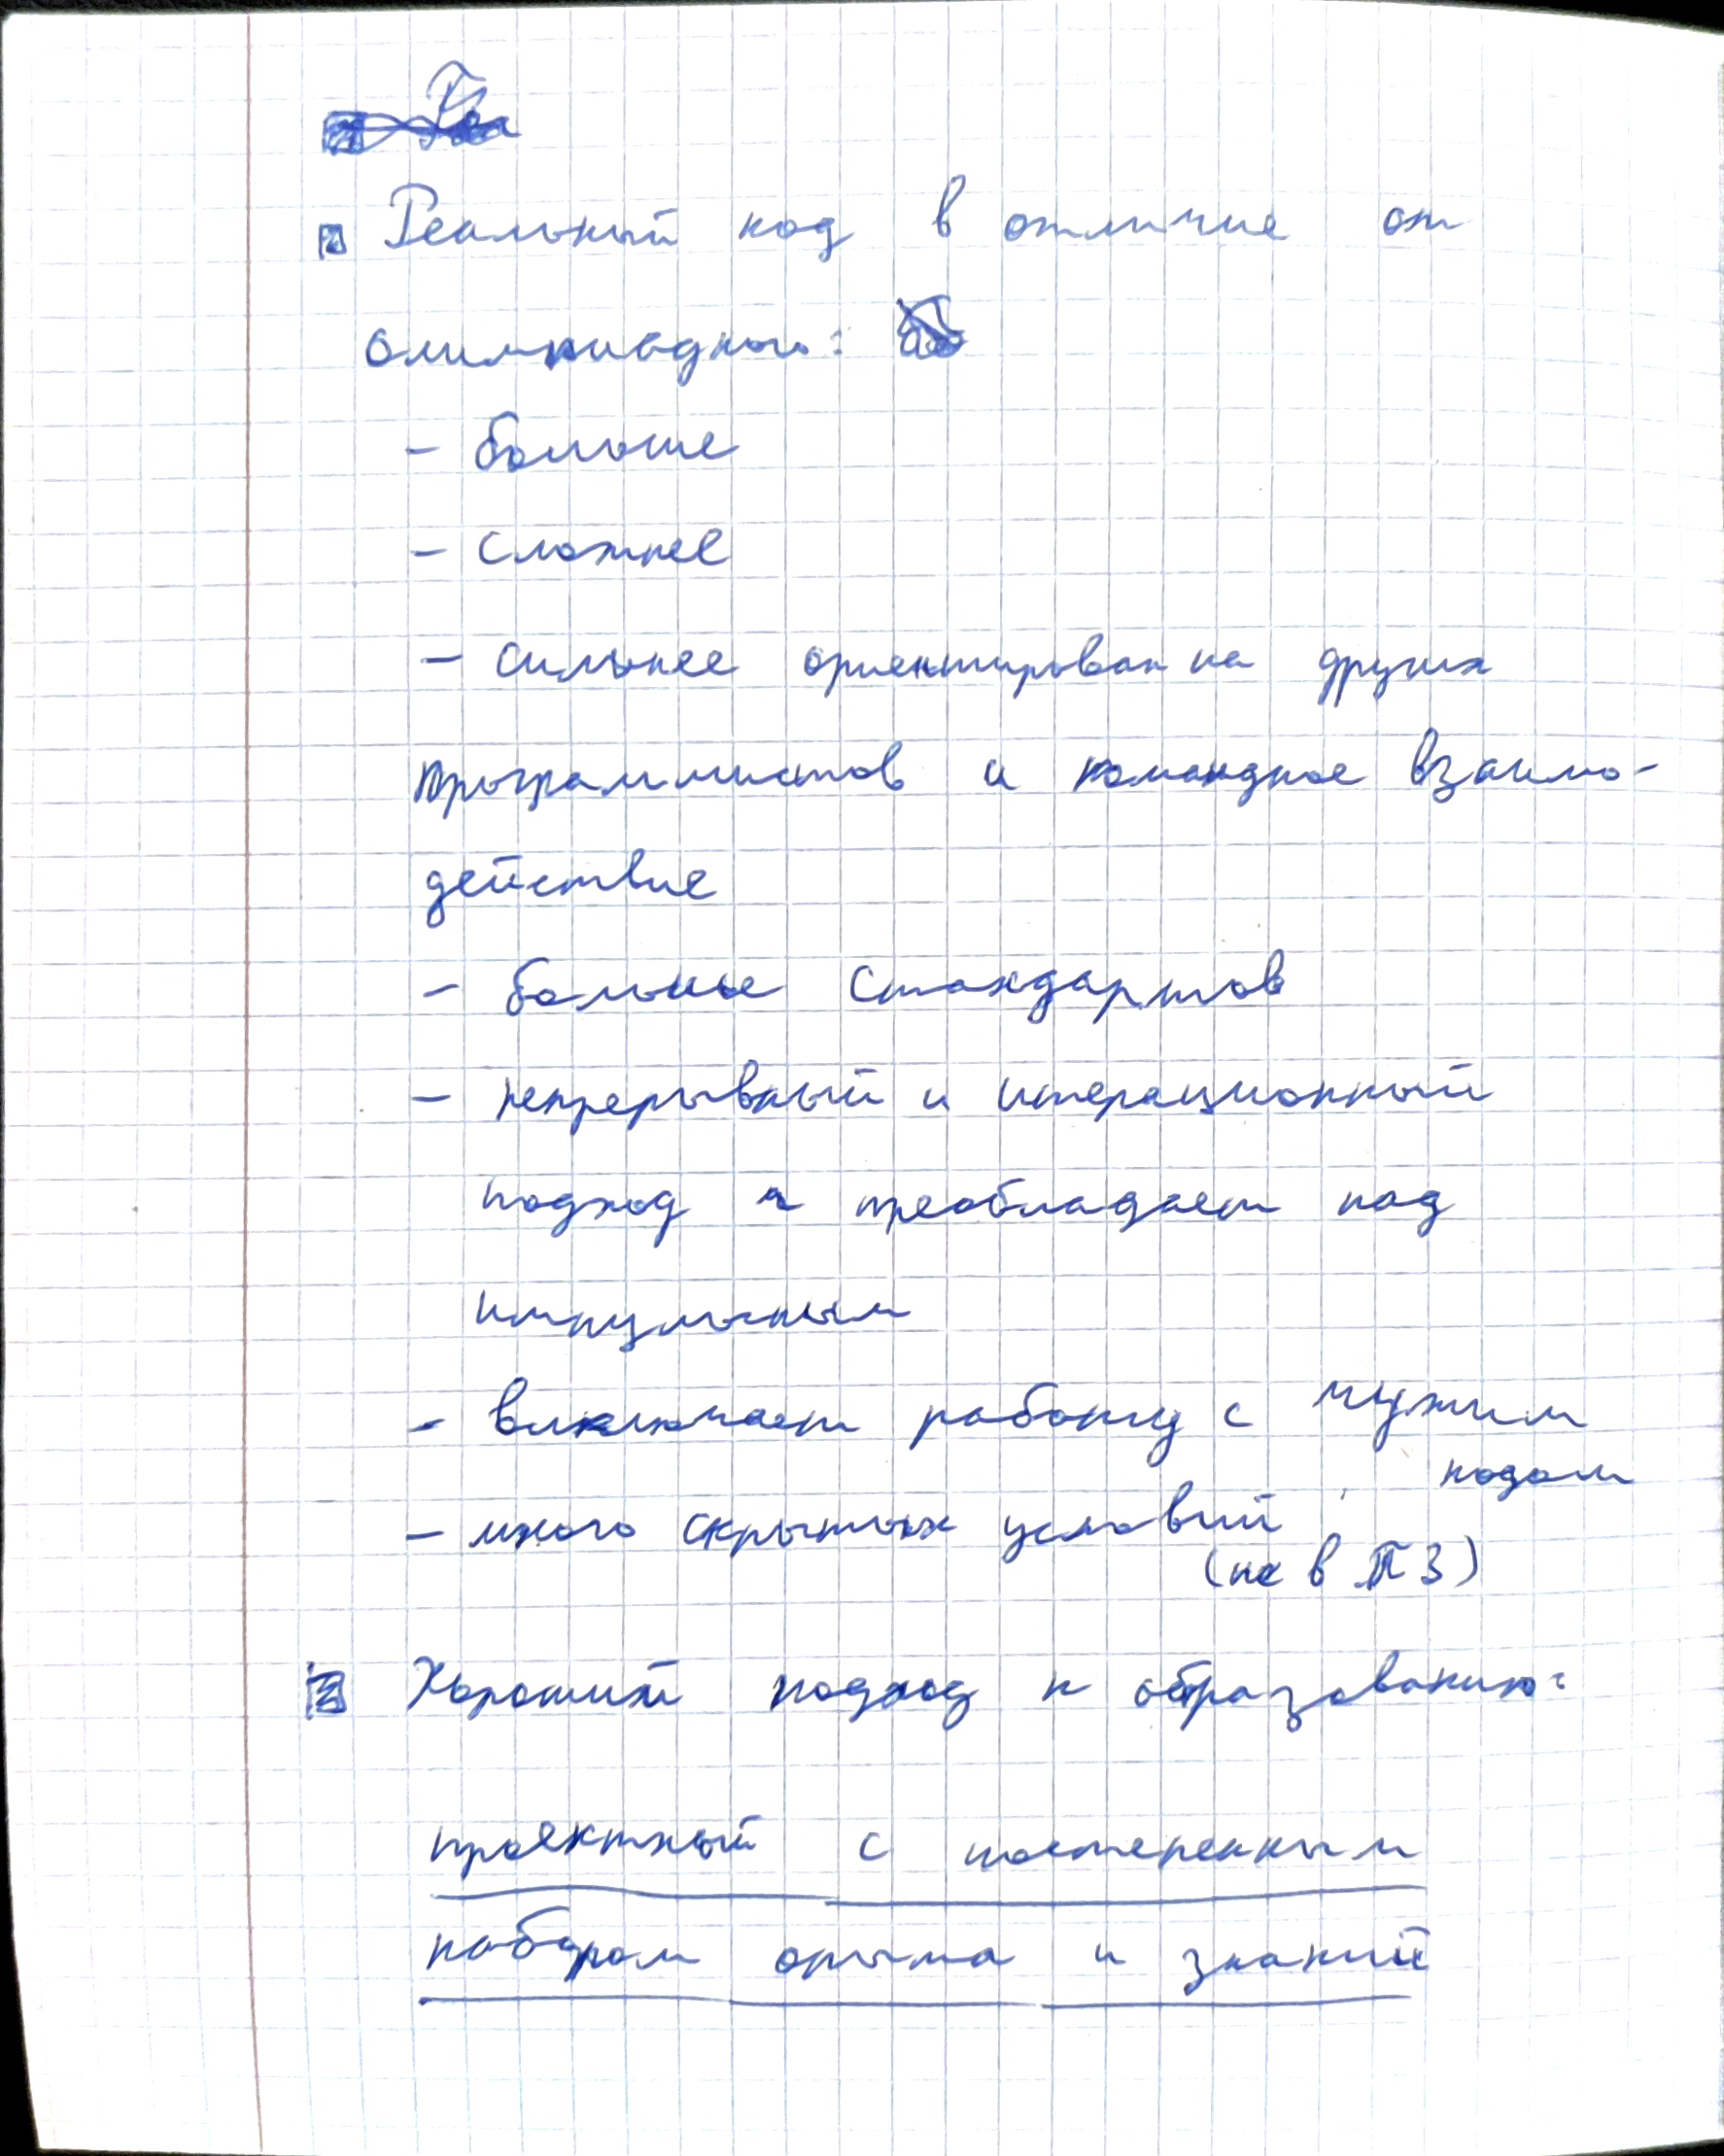 Реальный код в отличие от
олимпиадного:
- больше
- сложнее
- сильнее ориентирован на других
программистов и командное взаимо-
действие
- больше стандартов
- непрерывный и итерационный
подход преобладает над
импульсным
- включает работу с чужим
кодом
- много скрытых условий
(не в ТЗ)
Хороший подход к образованию:
проектный с постепенным
набором опыта и знаний